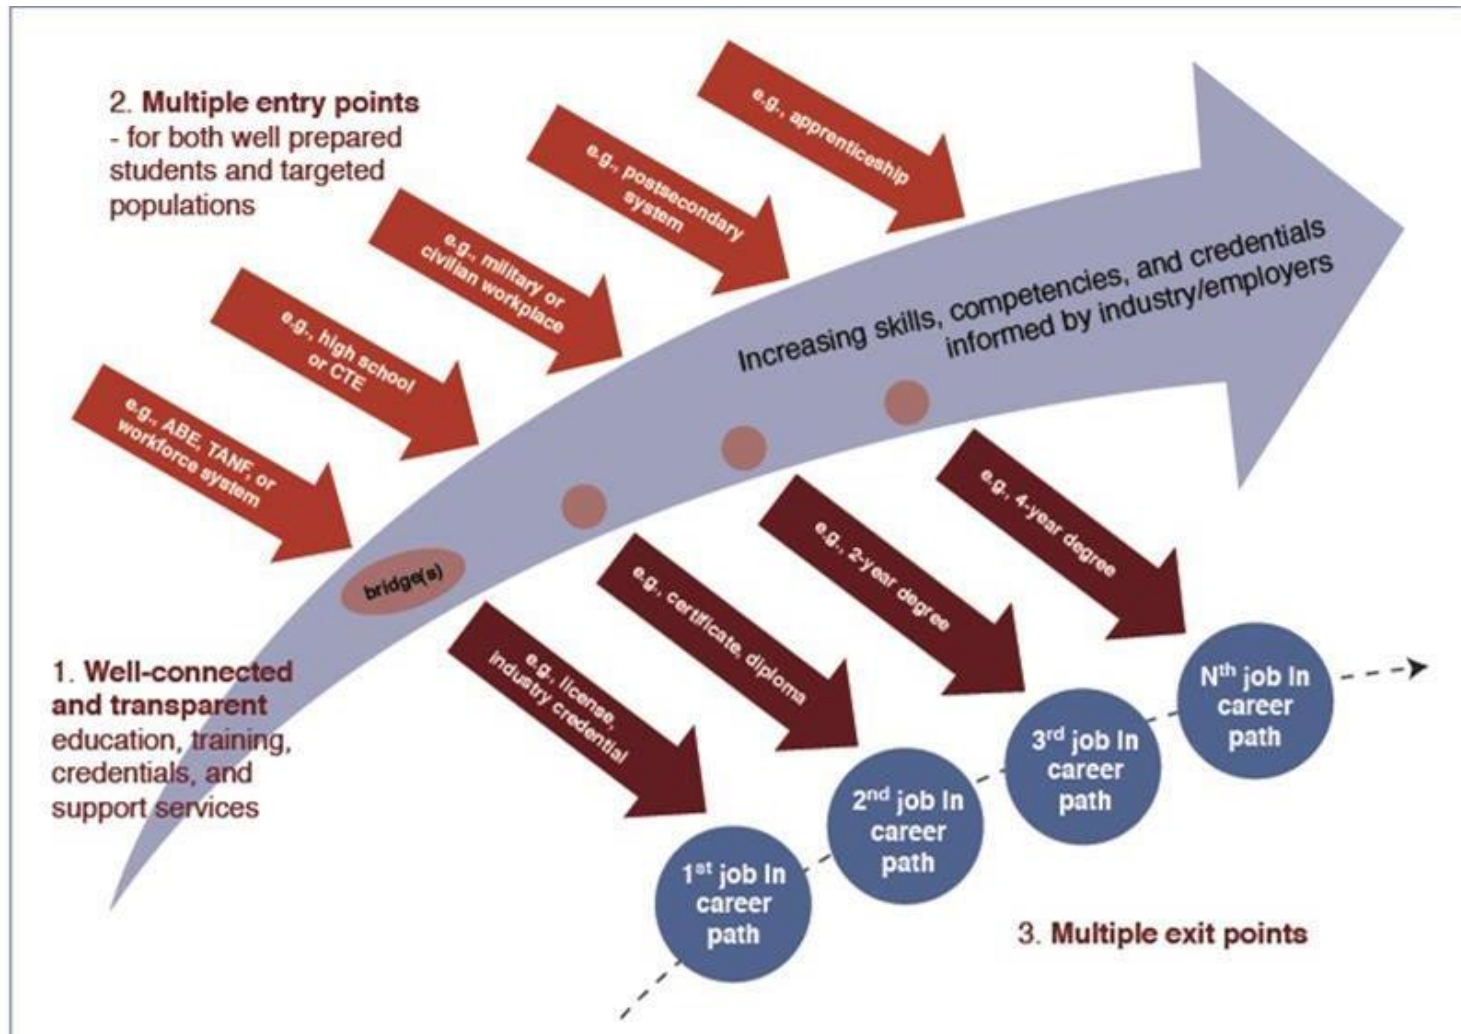 2. Multiple entry points
- for both well prepared
students and targeted
populations
e.g., apprenticeship
e.g., postsecondary
system
e.g., military or
civilian workplace
e.g., high school
or CTE
e.g., ABE, TANF, or
workforce system
Increasing skills, competencies, and credentials
informed by industry/employers
bridge(s)
1. Well-connected
and transparent
education, training,
credentials, and
support services
e.g., license,
industry credential
e.g., certificate, diploma
e.g., 2-year degree
e.g., 4-year degree
1st job In
career
path
2nd job In
career
path
3rd job In
career
path
Nth job In
career
path
3. Multiple exit points